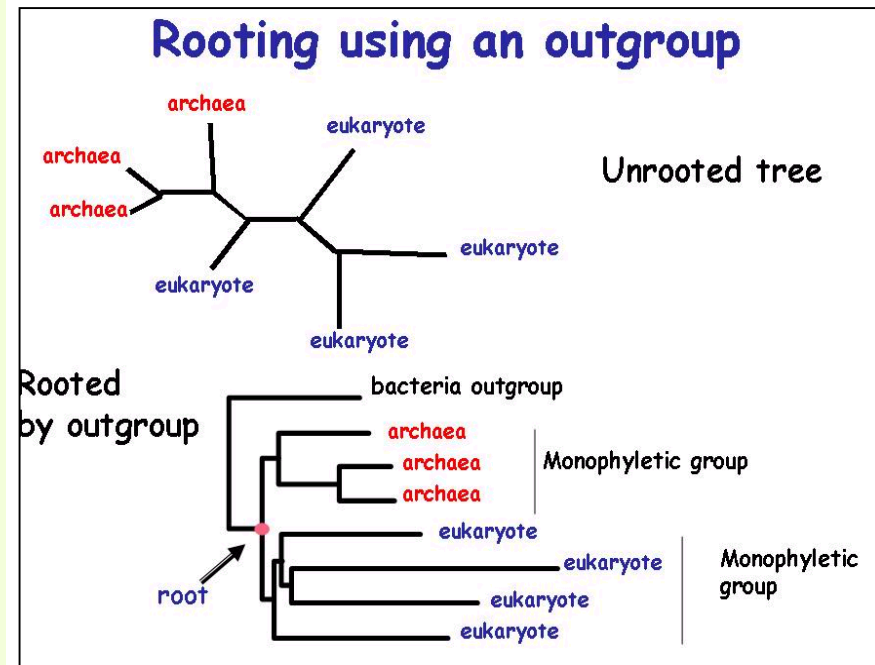 Rooting using an outgroup
archaea
eukaryote
archaea
Unrooted tree
archaea
eukaryote
eukaryote
eukaryote
Rooted
by outgroup
bacteria outgroup
archaea
archaea
Monophyletic group
archaea
eukaryote
eukaryote
Monophyletic
group
root
eukaryote
eukaryote